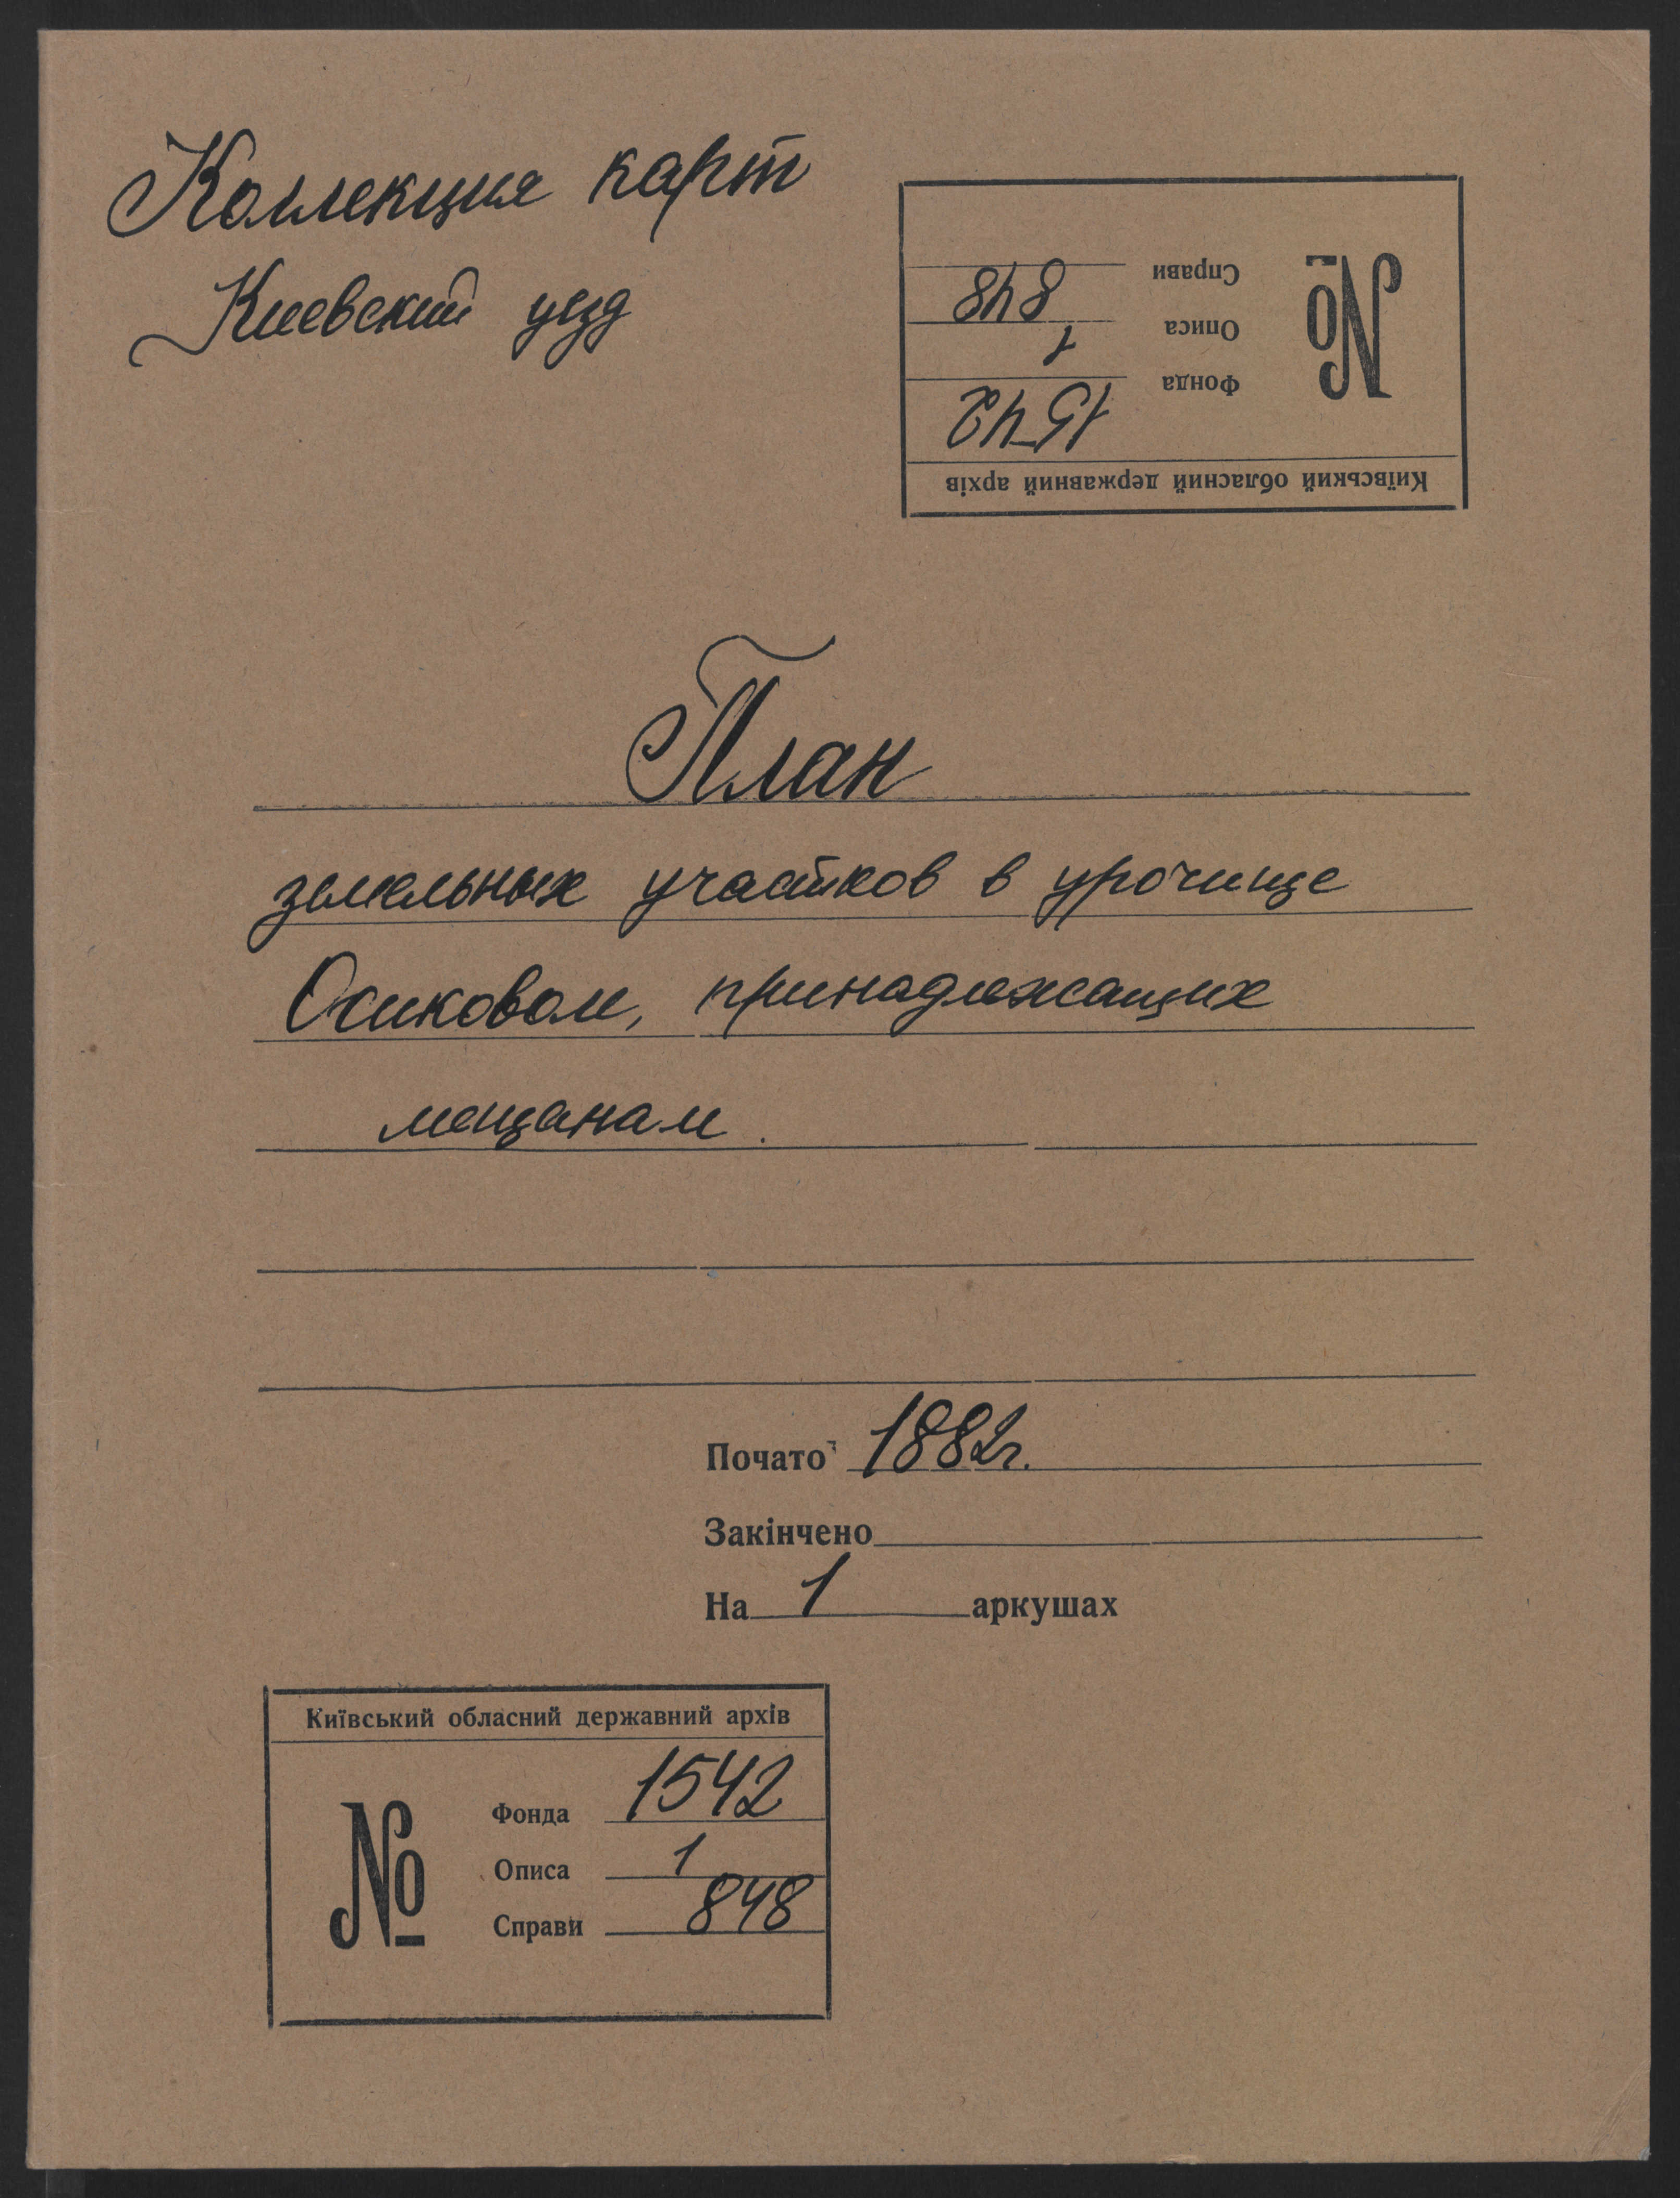 Коллекция карт
Киевский уезд
Київський обласний державний архів
№
Фонда 1542
Описа 1
Справи 848
План
земельных участков в урочище
Осиковом, принадлежащих
мещанам.
Почато 1882г.
Закінчено
На 1 аркушах
Київський обласний державний архів
№
Фонда 1542
Описа 1
Справи 848